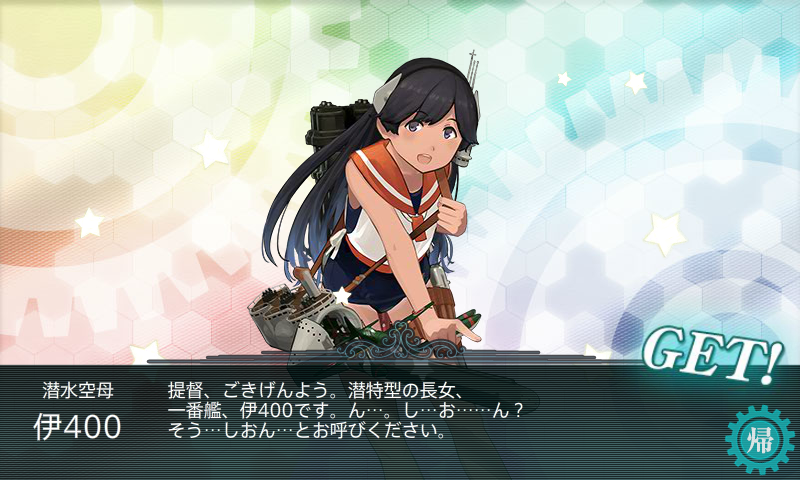 GET!
潜水空母
伊400
提督、ごきげんよう。潜特型の長女、
一番艦、伊400です。ん…。し…お……ん？
そう…しおん…とお呼びください。
帰